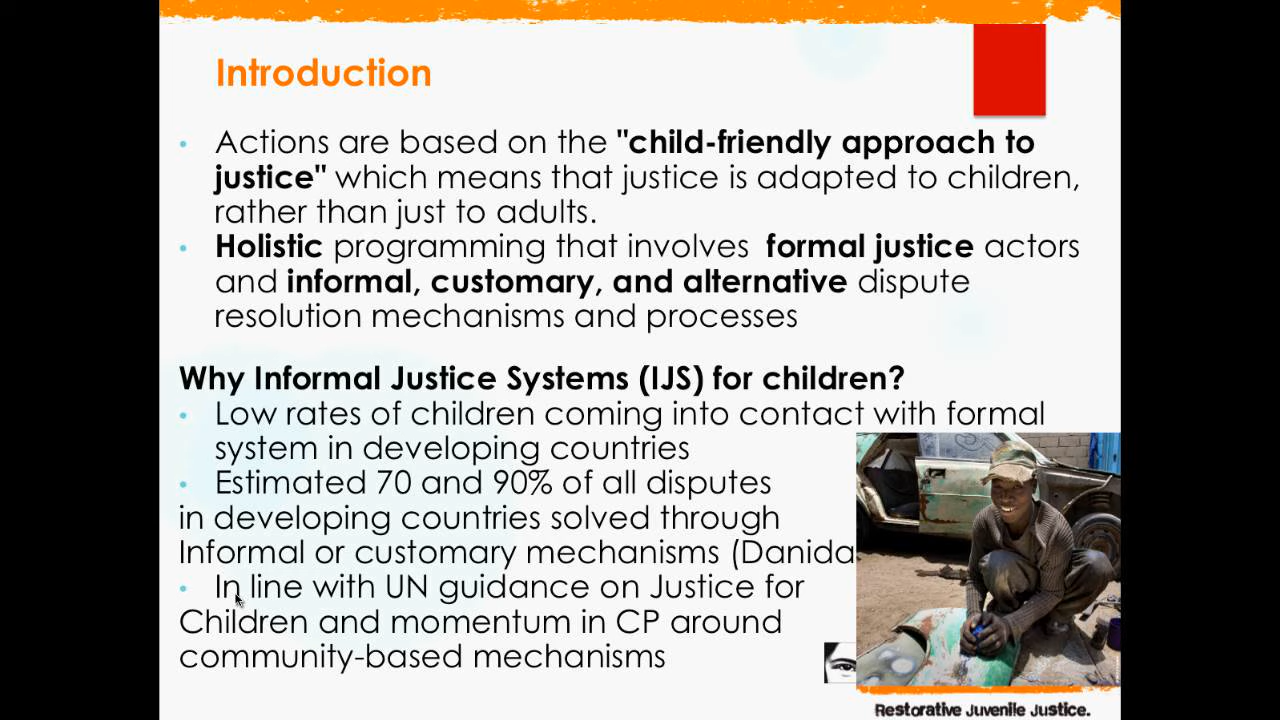 Introduction
• Actions are based on the "child-friendly approach to
justice" which means that justice is adapted to children,
rather than just to adults.
• Holistic programming that involves formal justice actors
and informal, customary, and alternative dispute
resolution mechanisms and processes
Why Informal Justice Systems (IJS) for children?
• Low rates of children coming into contact with formal
system in developing countries
• Estimated 70 and 90% of all disputes
in developing countries solved through
Informal or customary mechanisms (Danida
• In line with UN guidance on Justice for
Children and momentum in CP around
community-based mechanisms
Restorative Juvenile Justice.